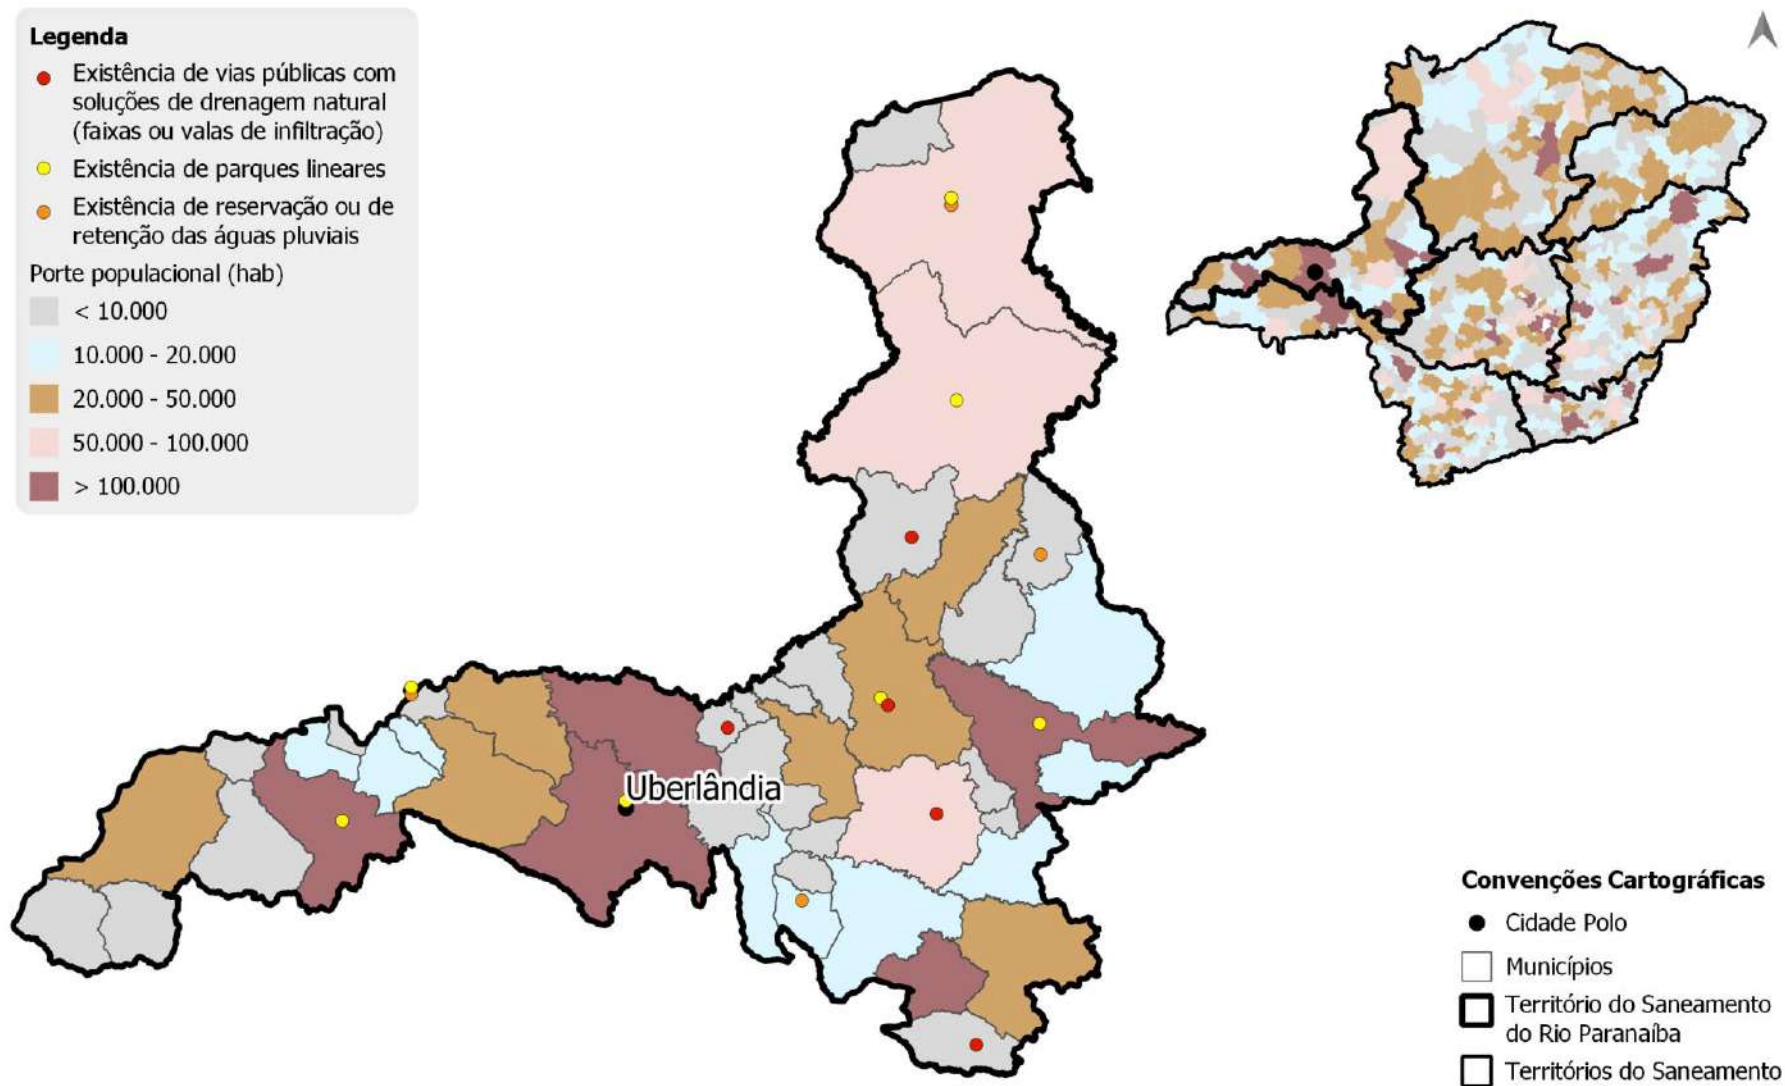 Legenda
Existência de vias públicas com
soluções de drenagem natural
(faixas ou valas de infiltração)
Existência de parques lineares
Existência de reservação ou de
retenção das águas pluviais
Porte populacional (hab)
< 10.000
10.000 - 20.000
20.000 - 50.000
50.000 - 100.000
> 100.000
Uberlândia
Convenções Cartográficas
Cidade Polo
Municípios
Território do Saneamento
do Rio Paranaíba
Territórios do Saneamento